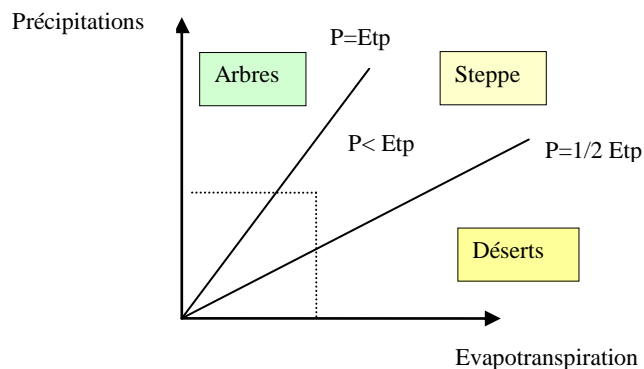 Précipitations
P=Etp
Arbres
Steppe
P< Etp
P=1/2 Etp
Déserts
Evapotranspiration